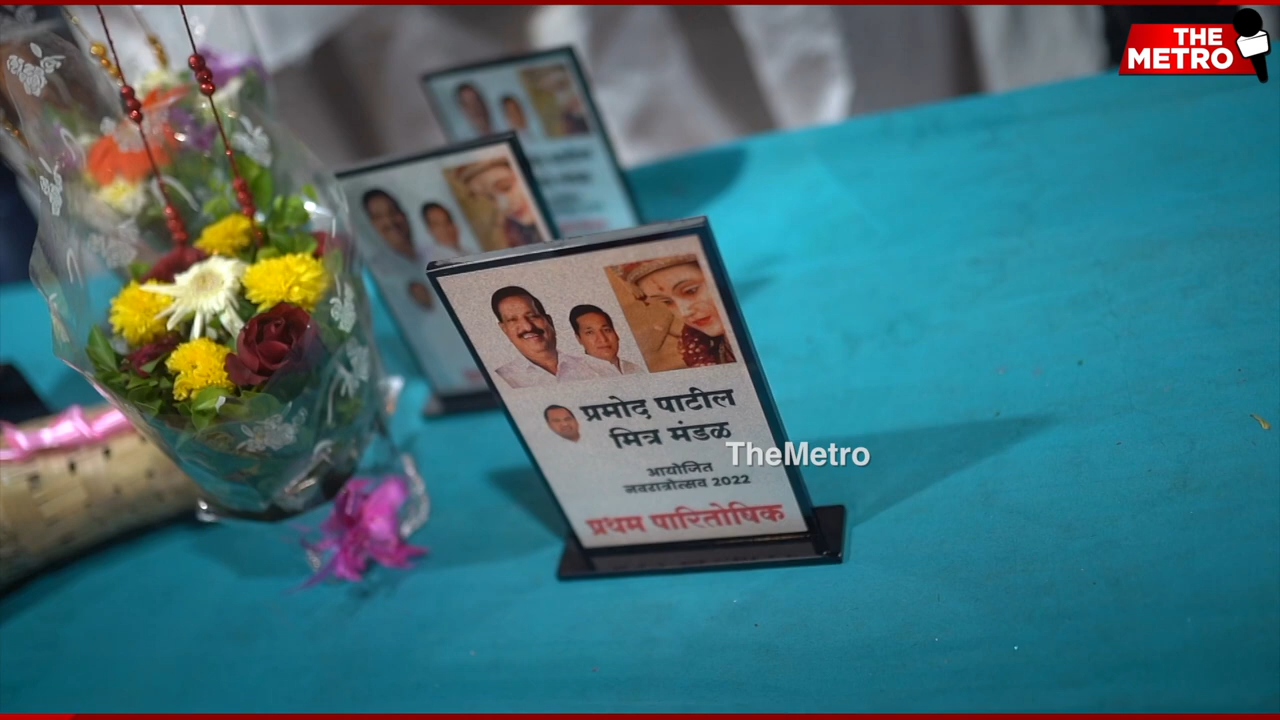 THE
METRO
प्रमोद पाटील
मित्र मंडळ
TheMetro
आयोजित
नवरात्रोत्सव 2022
प्रथम पारितोषिक